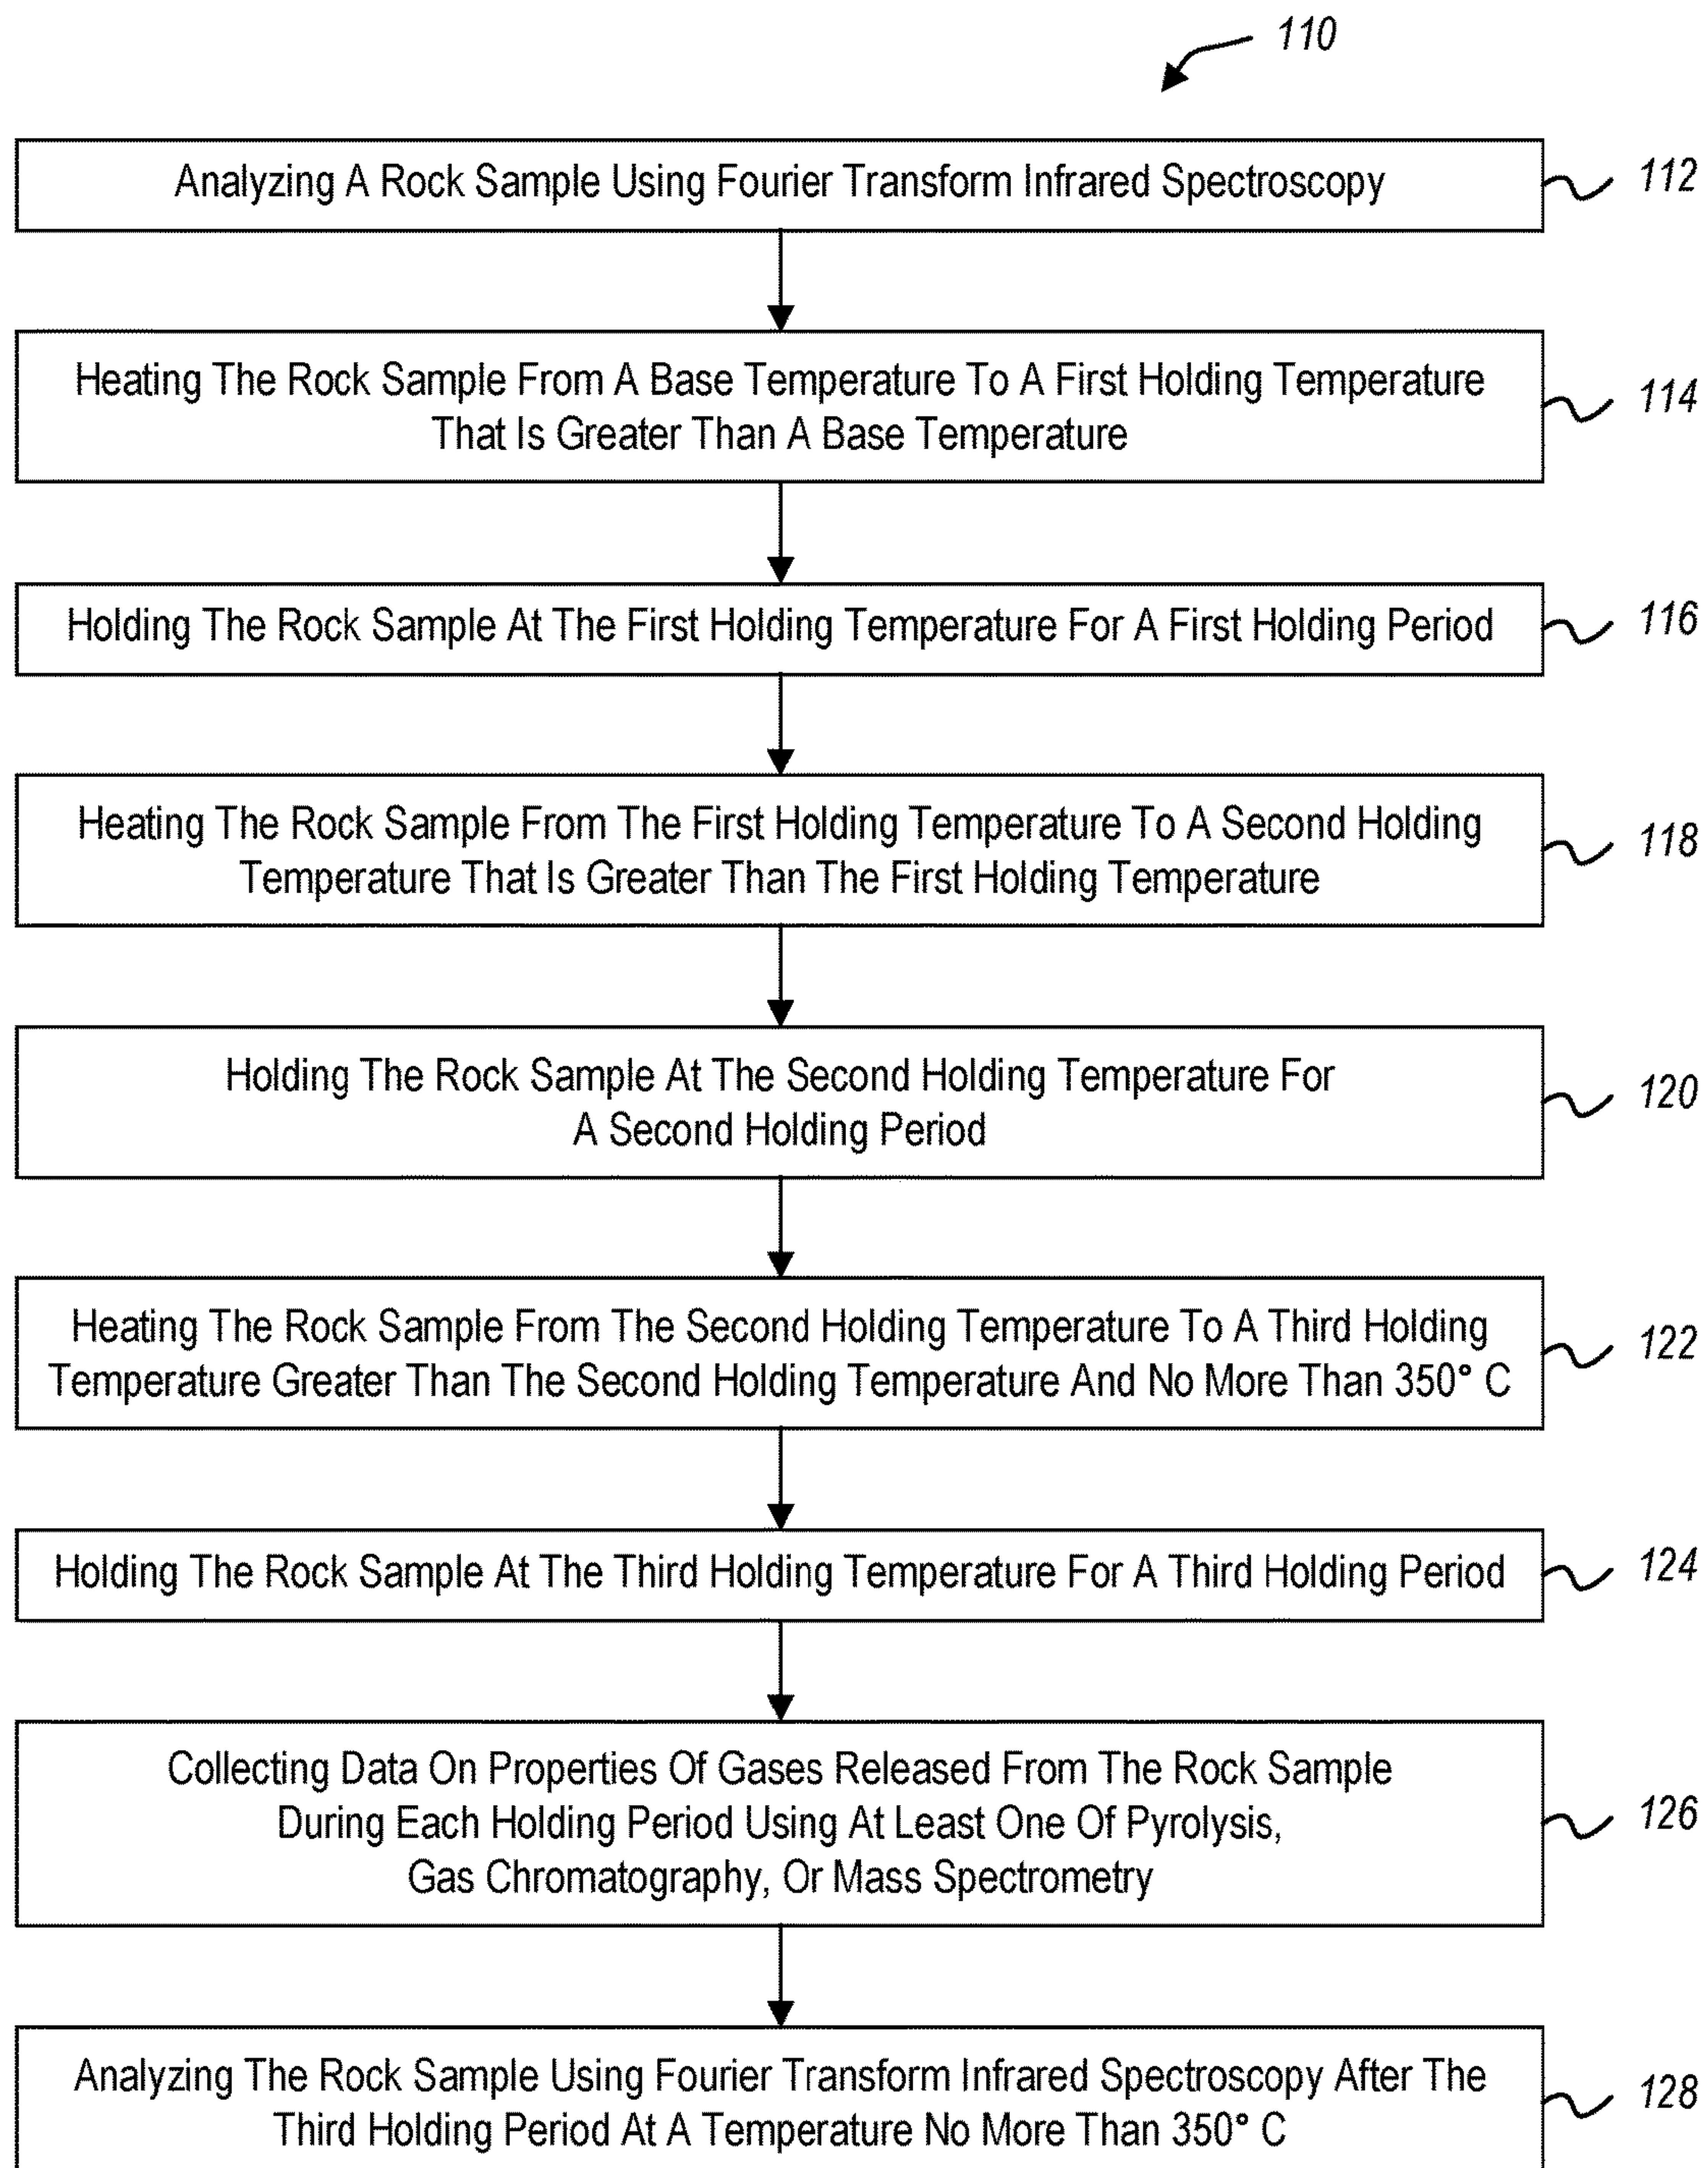 110
Analyzing A Rock Sample Using Fourier Transform Infrared Spectroscopy
112
Heating The Rock Sample From A Base Temperature To A First Holding Temperature
That Is Greater Than A Base Temperature
114
Holding The Rock Sample At The First Holding Temperature For A First Holding Period
116
Heating The Rock Sample From The First Holding Temperature To A Second Holding
Temperature That Is Greater Than The First Holding Temperature
118
Holding The Rock Sample At The Second Holding Temperature For
A Second Holding Period
120
Heating The Rock Sample From The Second Holding Temperature To A Third Holding
Temperature Greater Than The Second Holding Temperature And No More Than 350° C
122
Holding The Rock Sample At The Third Holding Temperature For A Third Holding Period
124
Collecting Data On Properties Of Gases Released From The Rock Sample
During Each Holding Period Using At Least One Of Pyrolysis,
Gas Chromatography, Or Mass Spectrometry
126
Analyzing The Rock Sample Using Fourier Transform Infrared Spectroscopy After The
Third Holding Period At A Temperature No More Than 350° C
128